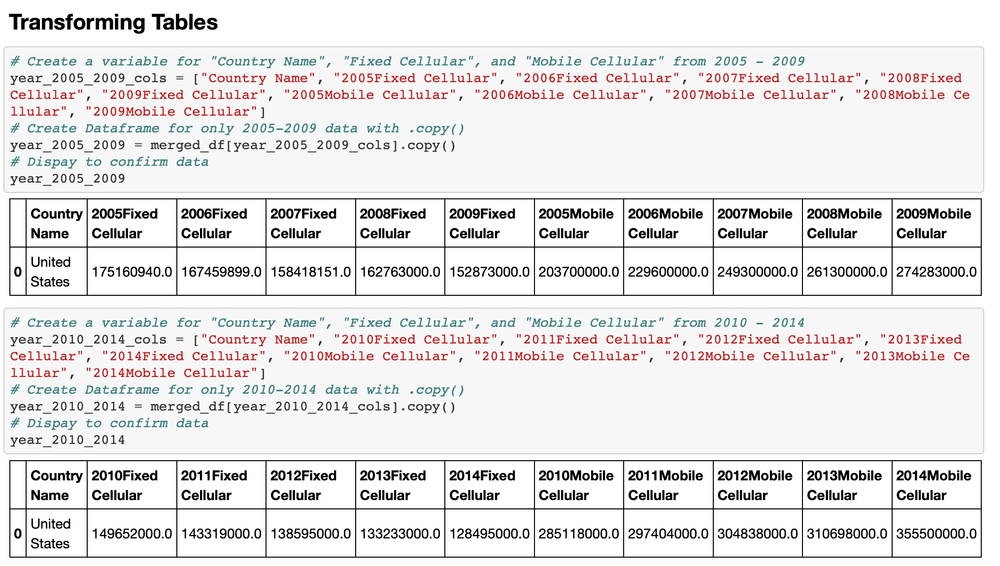 Transforming Tables
# Create a variable for "Country Name", "Fixed Cellular", and "Mobile Cellular" from 2005 - 2009
year_2005_2009_cols = ["Country Name", "2005Fixed Cellular", "2006Fixed Cellular", "2007Fixed Cellular", "2008Fixed
Cellular", "2009Fixed Cellular", "2005Mobile Cellular", "2006Mobile Cellular", "2007Mobile Cellular", "2008Mobile Ce
llular", "2009Mobile Cellular"]
# Create Dataframe for only 2005-2009 data with .copy()
year_2005_2009 = merged_df[year_2005_2009_cols].copy()
# Dispay to confirm data
year_2005_2009
Country 2005Fixed 2006Fixed 2007Fixed 2008Fixed 2009Fixed 2005Mobile 2006Mobile 2007Mobile 2008Mobile 2009Mobile
Name Cellular Cellular Cellular Cellular Cellular Cellular Cellular Cellular Cellular Cellular
United
0 175160940.0 167459899.0 158418151.0 162763000.0 152873000.0 203700000.0 229600000.0 249300000.0 261300000.0 274283000.0
States
# Create a variable for "Country Name", "Fixed Cellular", and "Mobile Cellular" from 2010 - 2014
year_2010_2014_cols = ["Country Name", "2010Fixed Cellular", "2011Fixed Cellular", "2012Fixed Cellular", "2013Fixed
Cellular", "2014Fixed Cellular", "2010Mobile Cellular", "2011Mobile Cellular", "2012Mobile Cellular", "2013Mobile Ce
llular", "2014Mobile Cellular"]
# Create Dataframe for only 2010-2014 data with .copy()
year_2010_2014 = merged_df[year_2010_2014_cols].copy()
# Dispay to confirm data
year_2010_2014
Country 2010Fixed 2011Fixed 2012Fixed 2013Fixed 2014Fixed 2010Mobile 2011Mobile 2012Mobile 2013Mobile 2014Mobile
Name Cellular Cellular Cellular Cellular Cellular Cellular Cellular Cellular Cellular Cellular
United
0 149652000.0 143319000.0 138595000.0 133233000.0 128495000.0 285118000.0 297404000.0 304838000.0 310698000.0 355500000.0
States